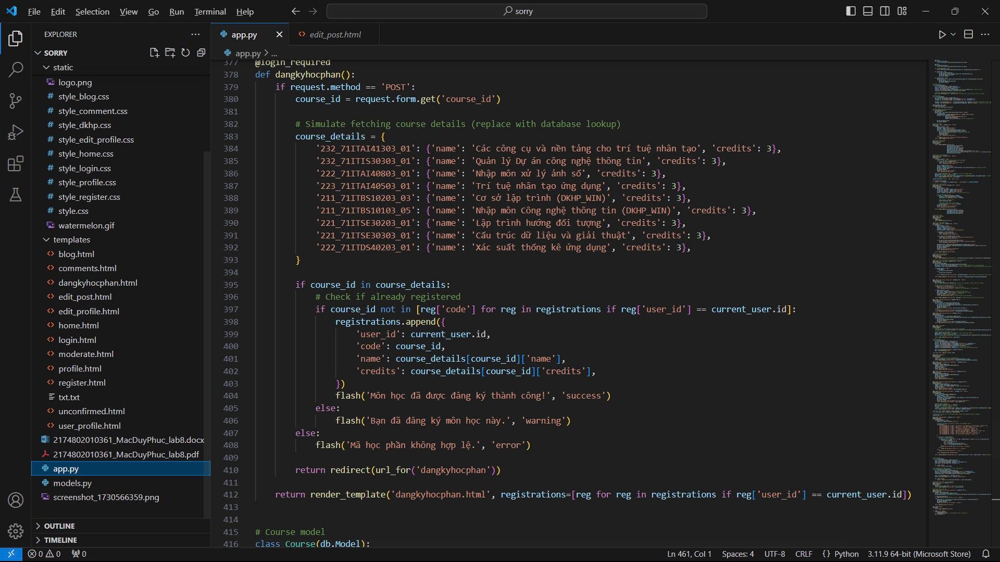 File Edit Selection View Go Run Terminal Help
sorry
EXPLORER
SORRY
static
logo.png
# style_blog.css
# style_comment.css
# style_dkhp.css
# style_edit_profile.css
# style_home.css
# style_login.css
# style_profile.css
# style_register.css
# style.css
watermelon.gif
templates
<> blog.html
<> comments.html
<> dangkyhocphan.html
<> edit_post.html
<> edit_profile.html
<> home.html
<> login.html
<> moderate.html
<> profile.html
<> register.html
txt.txt
<> unconfirmed.html
<> user_profile.html
2174802010361_MacDuyPhuc_lab8.docx
2174802010361_MacDuyPhuc_lab8.pdf
app.py
models.py
screenshot_1730566359.png
OUTLINE
TIMELINE
app.py
<> edit_post.html
app.py > ...
377 @login_required
378 def dangkyhocphan():
379     if request.method == 'POST':
380         course_id = request.form.get('course_id')
381
382         # Simulate fetching course details (replace with database lookup)
383         course_details = {
384             '232_71ITAI41303_01': {'name': 'Các công cụ và nền tảng cho trí tuệ nhân tạo', 'credits': 3},
385             '232_71ITIS30303_01': {'name': 'Quản lý Dự án công nghệ thông tin', 'credits': 3},
386             '222_71ITAI40803_01': {'name': 'Nhập môn xử lý ảnh số', 'credits': 3},
387             '223_71ITAI40503_01': {'name': 'Trí tuệ nhân tạo ứng dụng', 'credits': 3},
388             '211_71ITBS10203_03': {'name': 'Cơ sở lập trình (DKHP_WIN)', 'credits': 3},
389             '211_71ITBS10103_05': {'name': 'Nhập môn Công nghệ thông tin (DKHP_WIN)', 'credits': 3},
390             '221_71ITSE30203_01': {'name': 'Lập trình hướng đối tượng', 'credits': 3},
391             '221_71ITSE30303_01': {'name': 'Cấu trúc dữ liệu và giải thuật', 'credits': 3},
392             '222_71ITDS40203_01': {'name': 'Xác suất thống kê ứng dụng', 'credits': 3},
393         }
394
395         if course_id in course_details:
396             # Check if already registered
397             if course_id not in [reg['code'] for reg in registrations if reg['user_id'] == current_user.id]:
398                 registrations.append({
399                     'user_id': current_user.id,
400                     'code': course_id,
401                     'name': course_details[course_id]['name'],
402                     'credits': course_details[course_id]['credits'],
403                 })
404                 flash('Môn học đã được đăng ký thành công!', 'success')
405             else:
406                 flash('Bạn đã đăng ký môn học này.', 'warning')
407         else:
408             flash('Mã học phần không hợp lệ.', 'error')
409
410         return redirect(url_for('dangkyhocphan'))
411
412     return render_template('dangkyhocphan.html', registrations=[reg for reg in registrations if reg['user_id'] == current_user.id])
413
414
415 # Course model
416 class Course(db.Model):
0 0 0
Ln 461, Col 1 Spaces: 4 UTF-8 CRLF {} Python 3.11.9 64-bit (Microsoft Store)